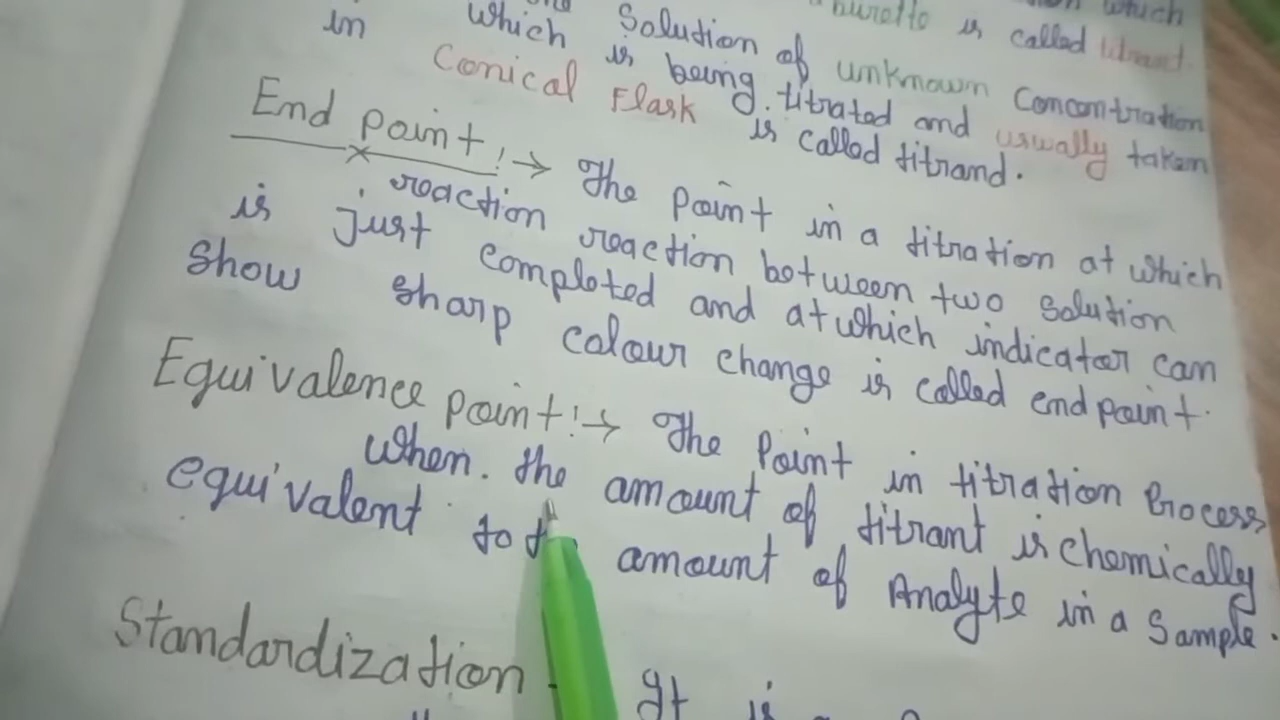 burette is called titrant.
Solution of unknown Concentration
which is being titrated and usually taken
in Conical Flask is called titrand.
End point :→ The point in a titration at which
reaction reaction between two Solution
is just completed and at which indicator can
show sharp colour change is called end point.
Equivalence point :→ The Point in titration Process
when. the amount of titrant is chemically
equivalent to amount of Analyte in a Sample.
Standardization It is